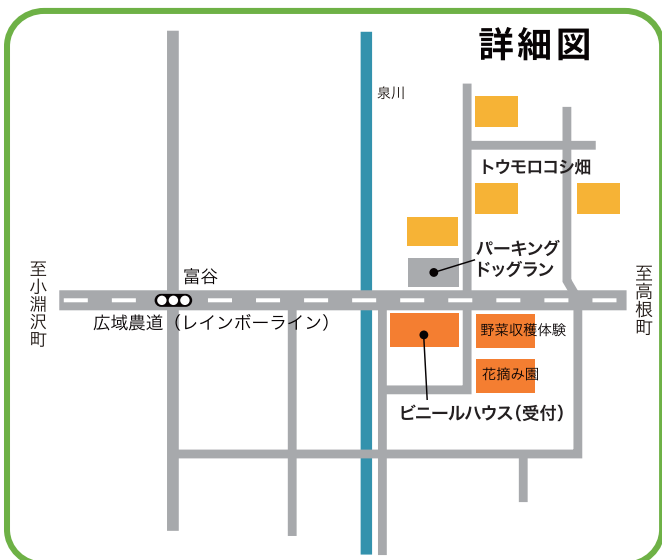 詳細図
泉川
トウモロコシ畑
パーキング
ドッグラン
富谷
至小淵沢町
至高根町
広域農道（レインボーライン）
野菜収穫体験
花摘み園
ビニールハウス（受付）